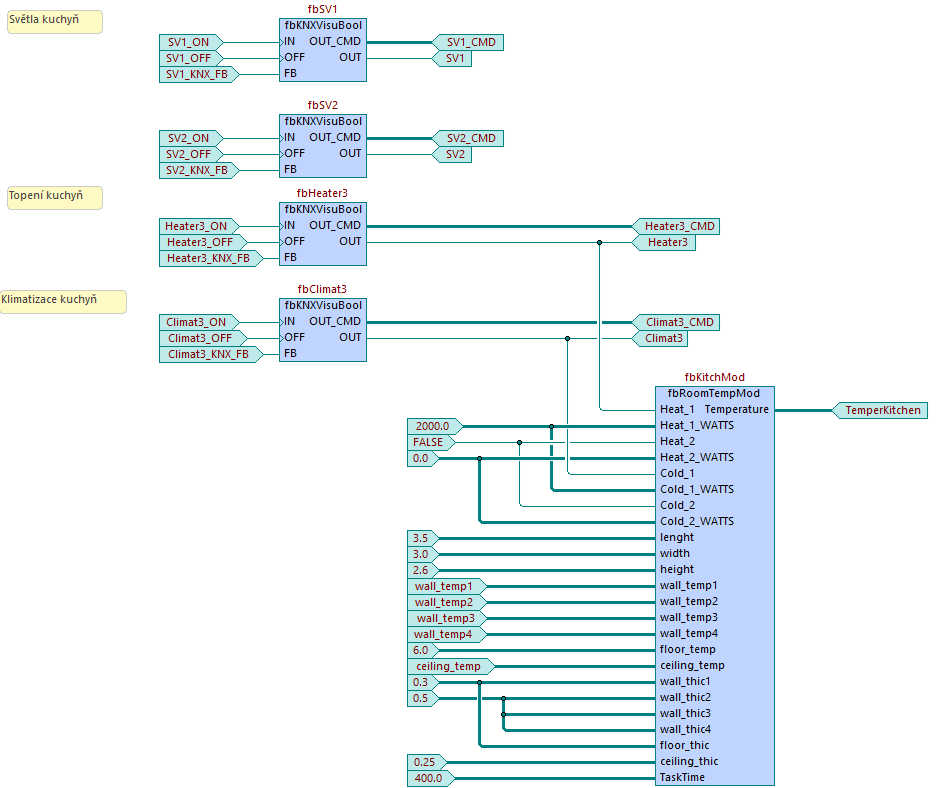 Světla kuchyň
fbSV1
fbKNXVisuBool
SV1_ON IN OUT_CMD SV1_CMD
SV1_OFF OFF OUT SV1
SV1_KNX_FB FB
fbSV2
fbKNXVisuBool
SV2_ON IN OUT_CMD SV2_CMD
SV2_OFF OFF OUT SV2
SV2_KNX_FB FB
Topení kuchyň
fbHeater3
fbKNXVisuBool
Heater3_ON IN OUT_CMD Heater3_CMD
Heater3_OFF OFF OUT Heater3
Heater3_KNX_FB FB
Klimatizace kuchyň
fbClimat3
fbKNXVisuBool
Climat3_ON IN OUT_CMD Climat3_CMD
Climat3_OFF OFF OUT Climat3
Climat3_KNX_FB FB
fbKitchMod
fbRoomTempMod
Heat_1 Temperature TemperKitchen
2000.0 Heat_1_WATTS
FALSE Heat_2
0.0 Heat_2_WATTS
Cold_1
Cold_1_WATTS
Cold_2
Cold_2_WATTS
3.5 lenght
3.0 width
2.6 height
wall_temp1 wall_temp1
wall_temp2 wall_temp2
wall_temp3 wall_temp3
wall_temp4 wall_temp4
6.0 floor_temp
ceiling_temp ceiling_temp
0.3 wall_thic1
0.5 wall_thic2
wall_thic3
wall_thic4
floor_thic
0.25 ceiling_thic
400.0 TaskTime